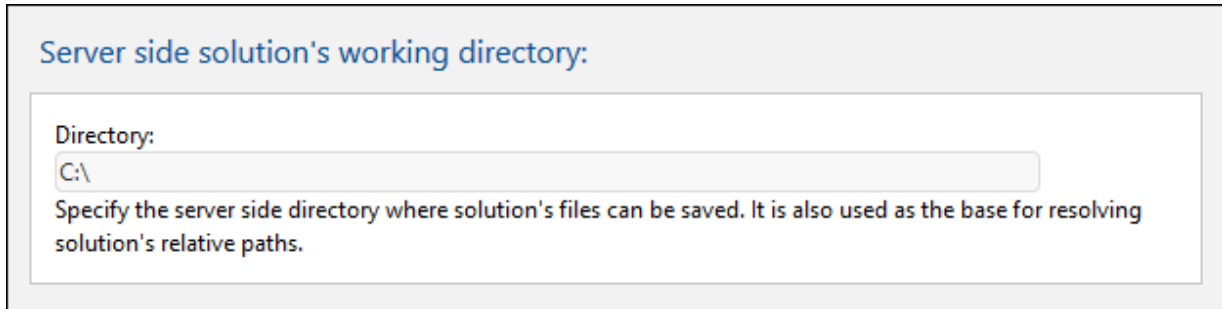 Server side solution's working directory:
Directory:
C:\
Specify the server side directory where solution's files can be saved. It is also used as the base for resolving
solution's relative paths.